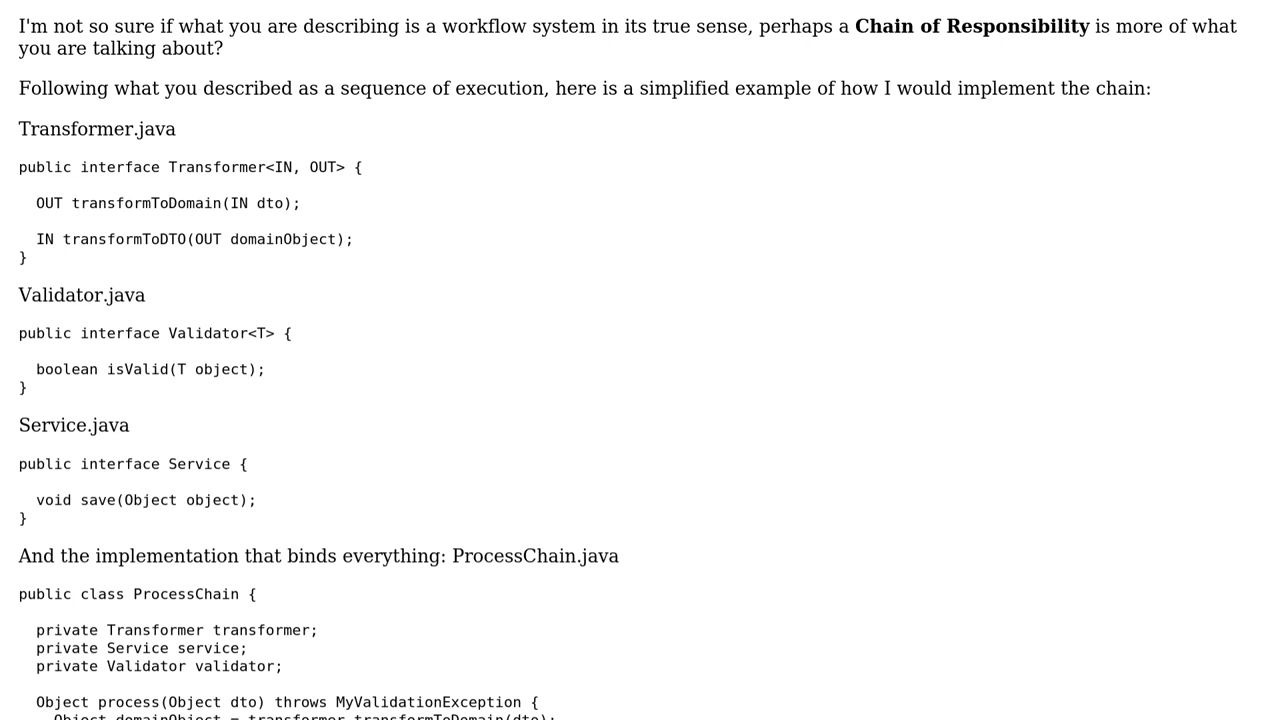 I'm not so sure if what you are describing is a workflow system in its true sense, perhaps a Chain of Responsibility is more of what
you are talking about?
Following what you described as a sequence of execution, here is a simplified example of how I would implement the chain:
Transformer.java
public interface Transformer<IN, OUT> {
  OUT transformToDomain(IN dto);
  IN transformToDTO(OUT domainObject);
}
Validator.java
public interface Validator<T> {
  boolean isValid(T object);
}
Service.java
public interface Service {
  void save(Object object);
}
And the implementation that binds everything: ProcessChain.java
public class ProcessChain {
  private Transformer transformer;
  private Service service;
  private Validator validator;
  Object process(Object dto) throws MyValidationException {
    Object domainObject = transformer.transformToDomain(dto);